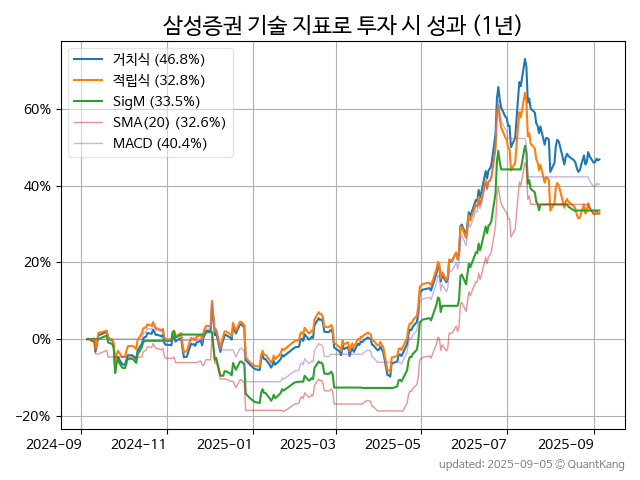 삼성증권 기술 지표로 투자 시 성과 (1년)
거치식 (46.8%)
적립식 (32.8%)
SigM (33.5%)
SMA(20) (32.6%)
MACD (40.4%)
60%
40%
20%
0%
−20%
2024-09 2024-11 2025-01 2025-03 2025-05 2025-07 2025-09
updated: 2025-09-05 © QuantKang